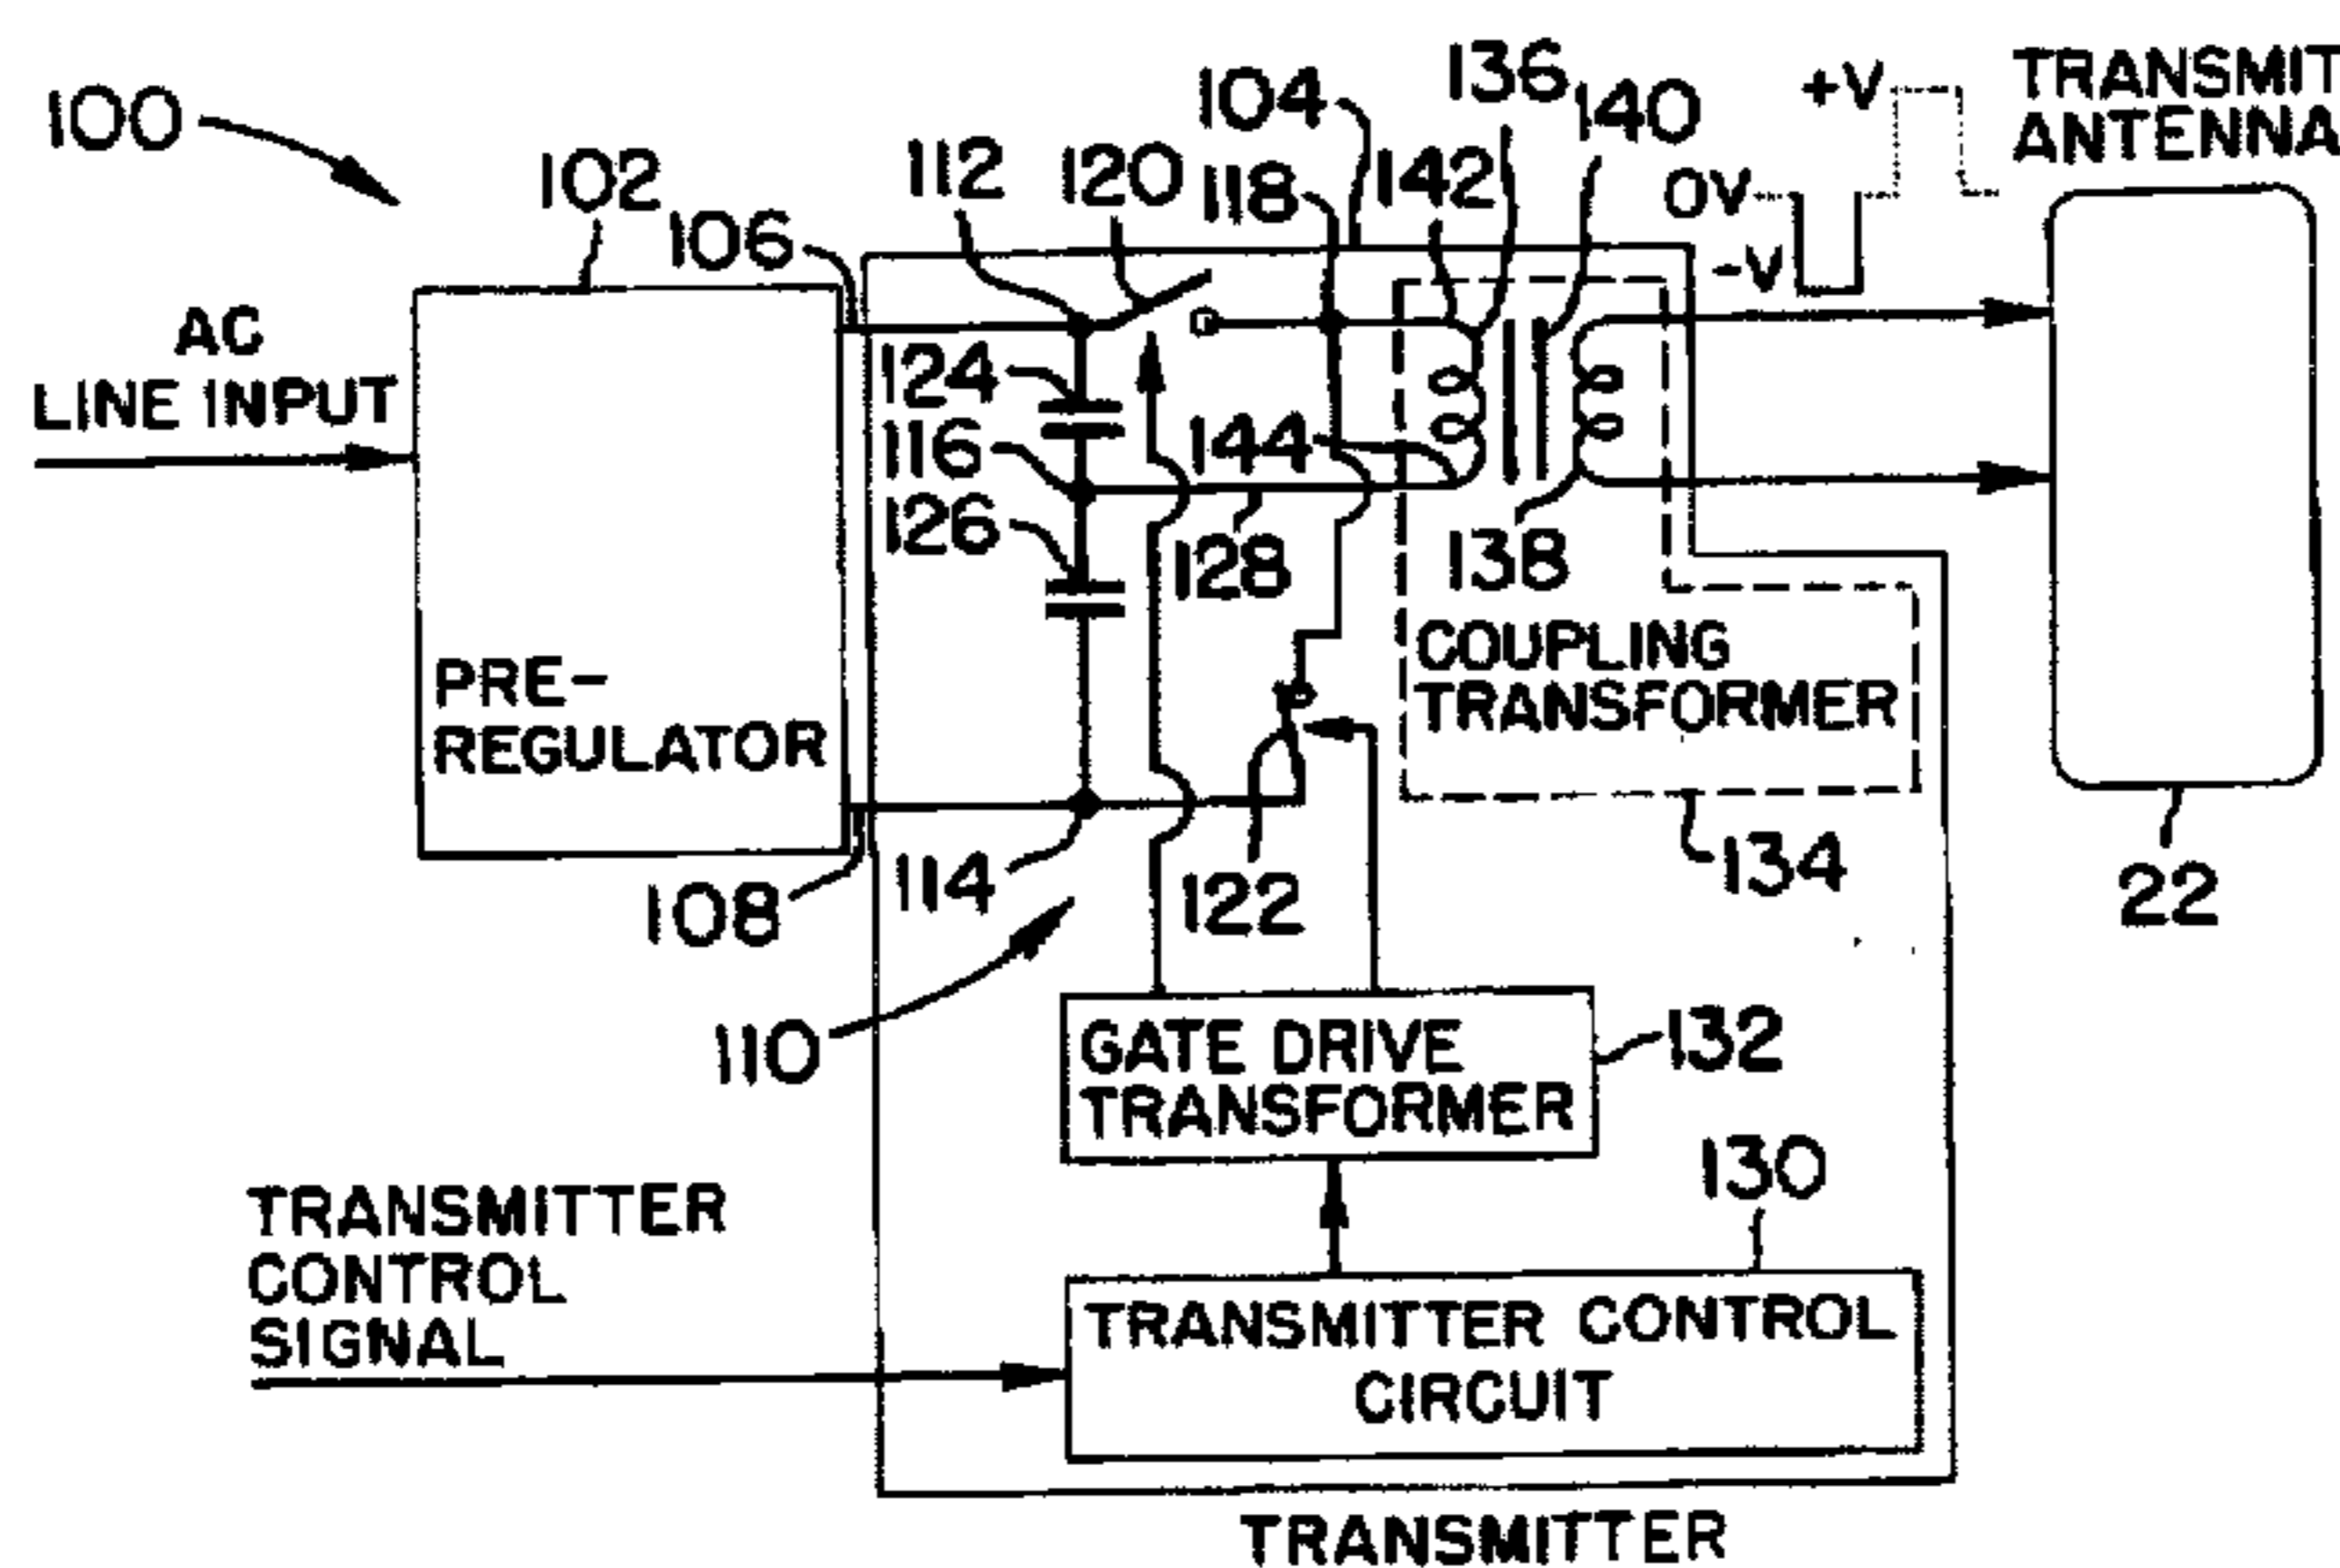 100
102
106
112
120
104
118
142
136
140
+V
0V
-V
TRANSMIT
ANTENNA
AC
LINE INPUT
124
116
126
144
128
138
PRE-
REGULATOR
COUPLING
TRANSFORMER
108
114
122
134
22
110
GATE DRIVE
TRANSFORMER
132
130
TRANSMITTER
CONTROL
SIGNAL
TRANSMITTER CONTROL
CIRCUIT
TRANSMITTER